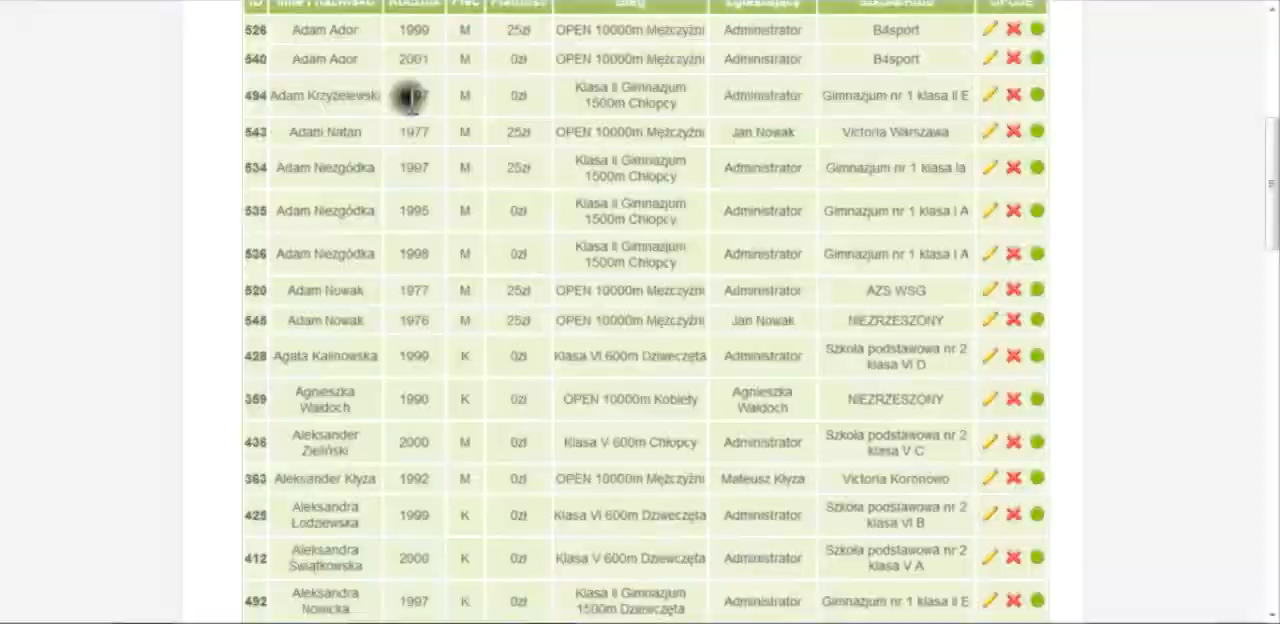 526 Adam Ador 1999 M 25zł OPEN 10000m Mężczyźni Administrator B4sport
540 Adam Ador 2001 M 0zł OPEN 10000m Mężczyźni Administrator B4sport
494 Adam Krzyżelewski M 0zł Klasa II Gimnazjum 1500m Chłopcy Administrator Gimnazjum nr 1 klasa II E
543 Adam Natan 1977 M 25zł OPEN 10000m Mężczyźni Jan Nowak Victoria Warszawa
534 Adam Niezgódka 1997 M 25zł Klasa II Gimnazjum 1500m Chłopcy Administrator Gimnazjum nr 1 klasa Ia
535 Adam Niezgódka 1995 M 0zł Klasa II Gimnazjum 1500m Chłopcy Administrator Gimnazjum nr 1 klasa I A
536 Adam Niezgódka 1998 M 0zł Klasa II Gimnazjum 1500m Chłopcy Administrator Gimnazjum nr 1 klasa I A
520 Adam Nowak 1977 M 25zł OPEN 10000m Mężczyźni Administrator AZS WSG
545 Adam Nowak 1976 M 25zł OPEN 10000m Mężczyźni Jan Nowak NIEZRZESZONY
428 Agata Kalinowska 1999 K 0zł Klasa VI 600m Dziewczęta Administrator Szkoła podstawowa nr 2 klasa VI D
359 Agnieszka Wałdoch 1990 K 0zł OPEN 10000m Kobiety Agnieszka Wałdoch NIEZRZESZONY
436 Aleksander Zieliński 2000 M 0zł Klasa V 600m Chłopcy Administrator Szkoła podstawowa nr 2 klasa V C
363 Aleksander Kłyza 1992 M 0zł OPEN 10000m Mężczyźni Mateusz Kłyza Victoria Koronowo
425 Aleksandra Lodziewska 1999 K 0zł Klasa VI 600m Dziewczęta Administrator Szkoła podstawowa nr 2 klasa VI B
412 Aleksandra Świątkowska 2000 K 0zł Klasa V 600m Dziewczęta Administrator Szkoła podstawowa nr 2 klasa V A
492 Aleksandra Nowicka 1997 K 0zł Klasa II Gimnazjum 1500m Dziewczęta Administrator Gimnazjum nr 1 klasa II E